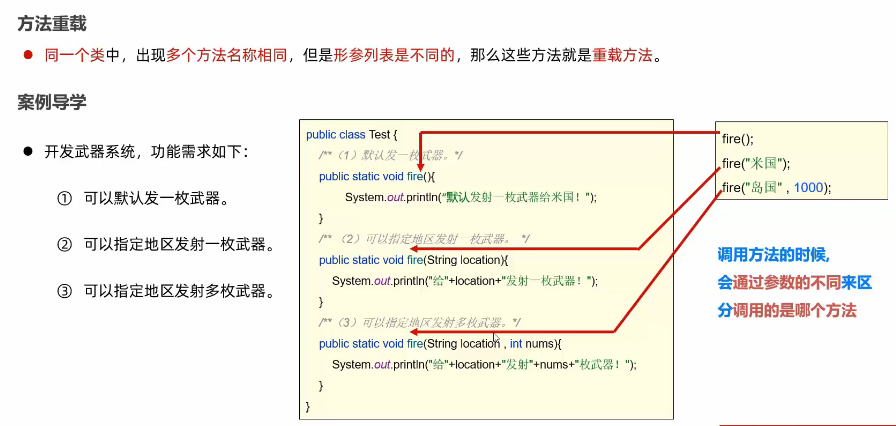 方法重载
● 同一个类中，出现多个方法名称相同，但是形参列表是不同的，那么这些方法就是重载方法。
案例导学
● 开发武器系统，功能需求如下：
① 可以默认发一枚武器。
② 可以指定地区发射一枚武器。
③ 可以指定地区发射多枚武器。
public class Test {
/**（1）默认发一枚武器。*/
public static void fire(){
System.out.println("默认发射一枚武器给米国！");
}
/**（2）可以指定地区发射一枚武器。 */
public static void fire(String location){
System.out.println("给"+location+"发射一枚武器！");
}
/**（3）可以指定地区发射多枚武器。*/
public static void fire(String location , int nums){
System.out.println("给"+location+"发射"+nums+"枚武器！");
}
}
fire();
fire("米国");
fire("岛国" , 1000);
调用方法的时候,
会通过参数的不同来区
分调用的是哪个方法